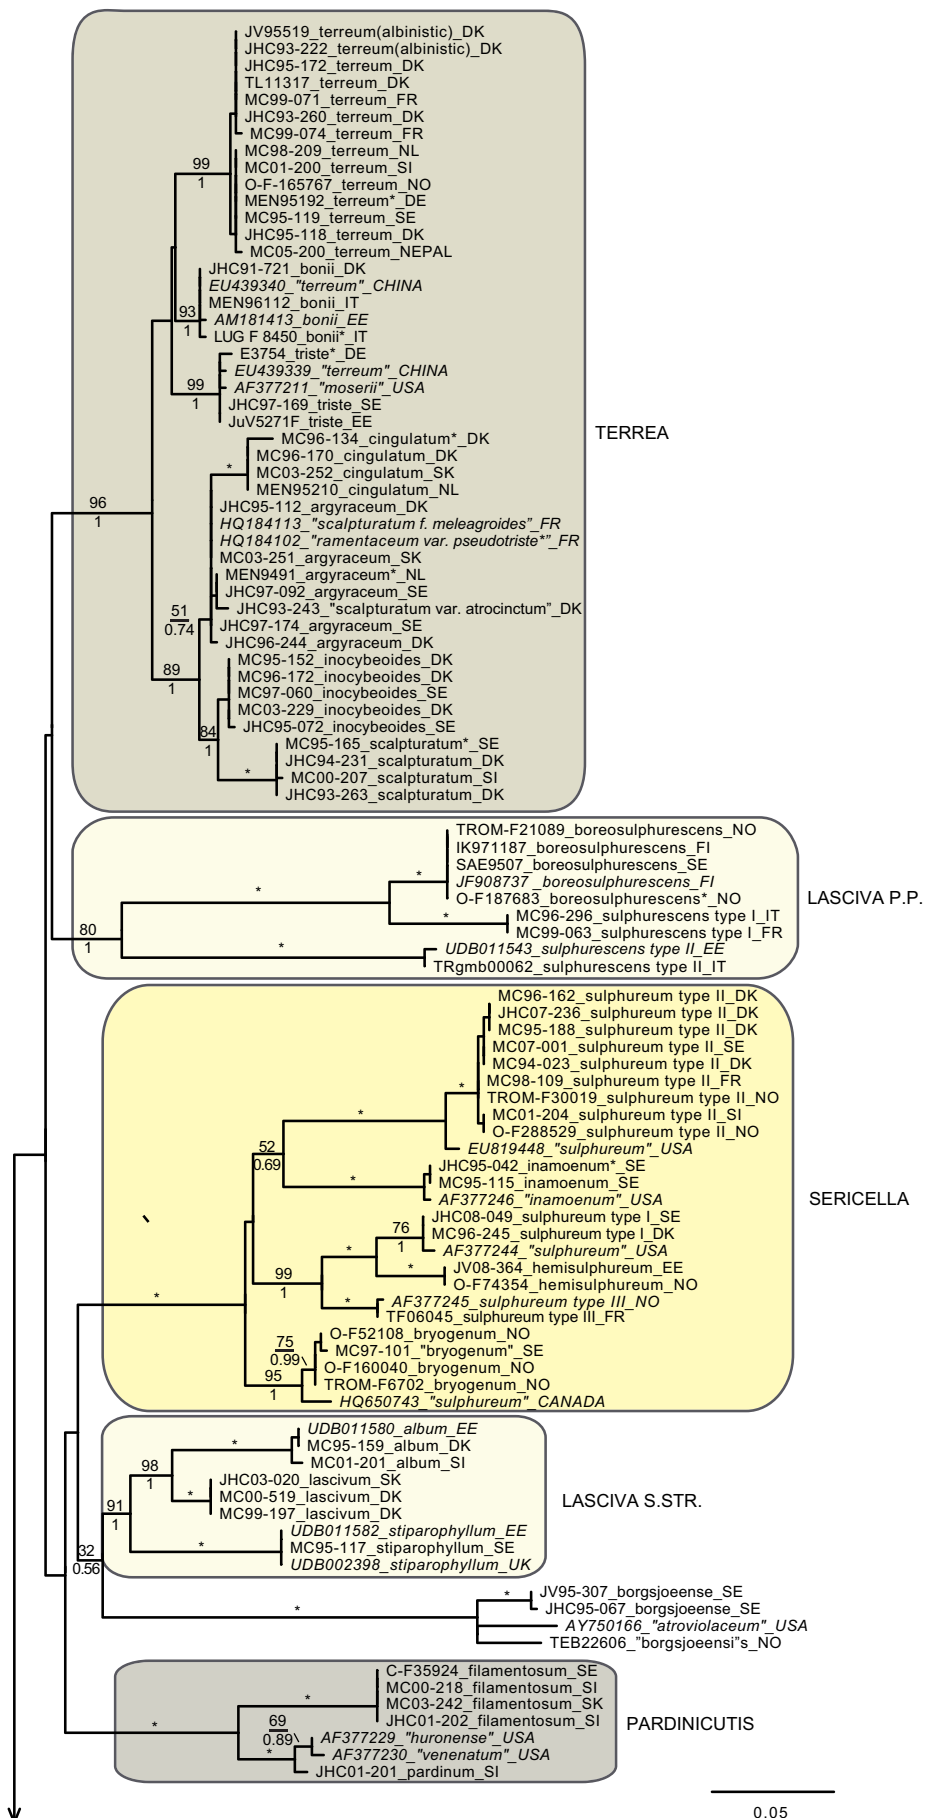 JV95519_terreum(albinistic)_DK
JHC93-222_terreum(albinistic)_DK
JHC95-172_terreum_DK
TL11317_terreum_DK
MC99-071_terreum_FR
JHC93-260_terreum_DK
MC99-074_terreum_FR
MC98-209_terreum_NL
99
MC01-200_terreum_SI
1
O-F-165767_terreum_NO
MEN95192_terreum*_DE
MC95-119_terreum_SE
JHC95-118_terreum_DK
MC05-200_terreum_NEPAL
JHC91-721_bonii_DK
EU439340_"terreum"_CHINA
MEN96112_bonii_IT
93
AM181413_bonii_EE
1
LUG F 8450_bonii*_IT
E3754_triste*_DE
EU439339_"terreum"_CHINA
99
AF377211_"moserii"_USA
1
JHC97-169_triste_SE
JuV5271F_triste_EE
TERREA
MC96-134_cingulatum*_DK
MC96-170_cingulatum_DK
*
MC03-252_cingulatum_SK
MEN95210_cingulatum_NL
96
1
JHC95-112_argyraceum_DK
HQ184113_"scalpturatum f. meleagroides”_FR
HQ184102_"ramentaceum var. pseudotriste*”_FR
MC03-251_argyraceum_SK
MEN9491_argyraceum*_NL
JHC97-092_argyraceum_SE
JHC93-243_"scalpturatum var. atrocinctum”_DK
51
0.74
JHC97-174_argyraceum_SE
JHC96-244_argyraceum_DK
MC95-152_inocybeoides_DK
89
1
MC96-172_inocybeoides_DK
MC97-060_inocybeoides_SE
MC03-229_inocybeoides_DK
84
1
JHC95-072_inocybeoides_SE
MC95-165_scalpturatum*_SE
JHC94-231_scalpturatum_DK
*
MC00-207_scalpturatum_SI
JHC93-263_scalpturatum_DK
TROM-F21089_boreosulphurescens_NO
IK971187_boreosulphurescens_FI
SAE9507_boreosulphurescens_SE
*
*
JF908737 _boreosulphurescens_FI
O-F187683_boreosulphurescens*_NO
LASCIVA P.P.
*
MC96-296_sulphurescens type I_IT
MC99-063_sulphurescens type I_FR
80
1
*
UDB011543_sulphurescens type II_EE
TRgmb00062_sulphurescens type II_IT
MC96-162_sulphureum type II_DK
JHC07-236_sulphureum type II_DK
MC95-188_sulphureum type II_DK
MC07-001_sulphureum type II_SE
MC94-023_sulphureum type II_DK
*
MC98-109_sulphureum type II_FR
TROM-F30019_sulphureum type II_NO
*
MC01-204_sulphureum type II_SI
O-F288529_sulphureum type II_NO
52
0.69
EU819448_"sulphureum"_USA
*
JHC95-042_inamoenum*_SE
MC95-115_inamoenum_SE
AF377246_"inamoenum"_USA
SERICELLA
JHC08-049_sulphureum type I_SE
76
1
MC96-245_sulphureum type I_DK
*
AF377244_"sulphureum"_USA
99
1
*
JV08-364_hemisulphureum_EE
O-F74354_hemisulphureum_NO
*
*
AF377245_sulphureum type III_NO
TF06045_sulphureum type III_FR
O-F52108_bryogenum_NO
75
0.99
MC97-101_"bryogenum"_SE
O-F160040_bryogenum_NO
95
1
TROM-F6702_bryogenum_NO
HQ650743_"sulphureum"_CANADA
UDB011580_album_EE
*
MC95-159_album_DK
MC01-201_album_SI
98
1
JHC03-020_lascivum_SK
*
MC00-519_lascivum_DK
LASCIVA S.STR.
91
1
MC99-197_lascivum_DK
UDB011582_stiparophyllum_EE
*
MC95-117_stiparophyllum_SE
UDB002398_stiparophyllum_UK
32
0.56
*
JV95-307_borgsjoeense_SE
*
JHC95-067_borgsjoeense_SE
AY750166_"atroviolaceum"_USA
TEB22606_"borgsjoeensi"s_NO
C-F35924_filamentosum_SE
MC00-218_filamentosum_SI
*
MC03-242_filamentosum_SK
JHC01-202_filamentosum_SI
PARDINICUTIS
*
69
0.89
AF377229_"huronense"_USA
*
AF377230_"venenatum"_USA
JHC01-201_pardinum_SI
0.05